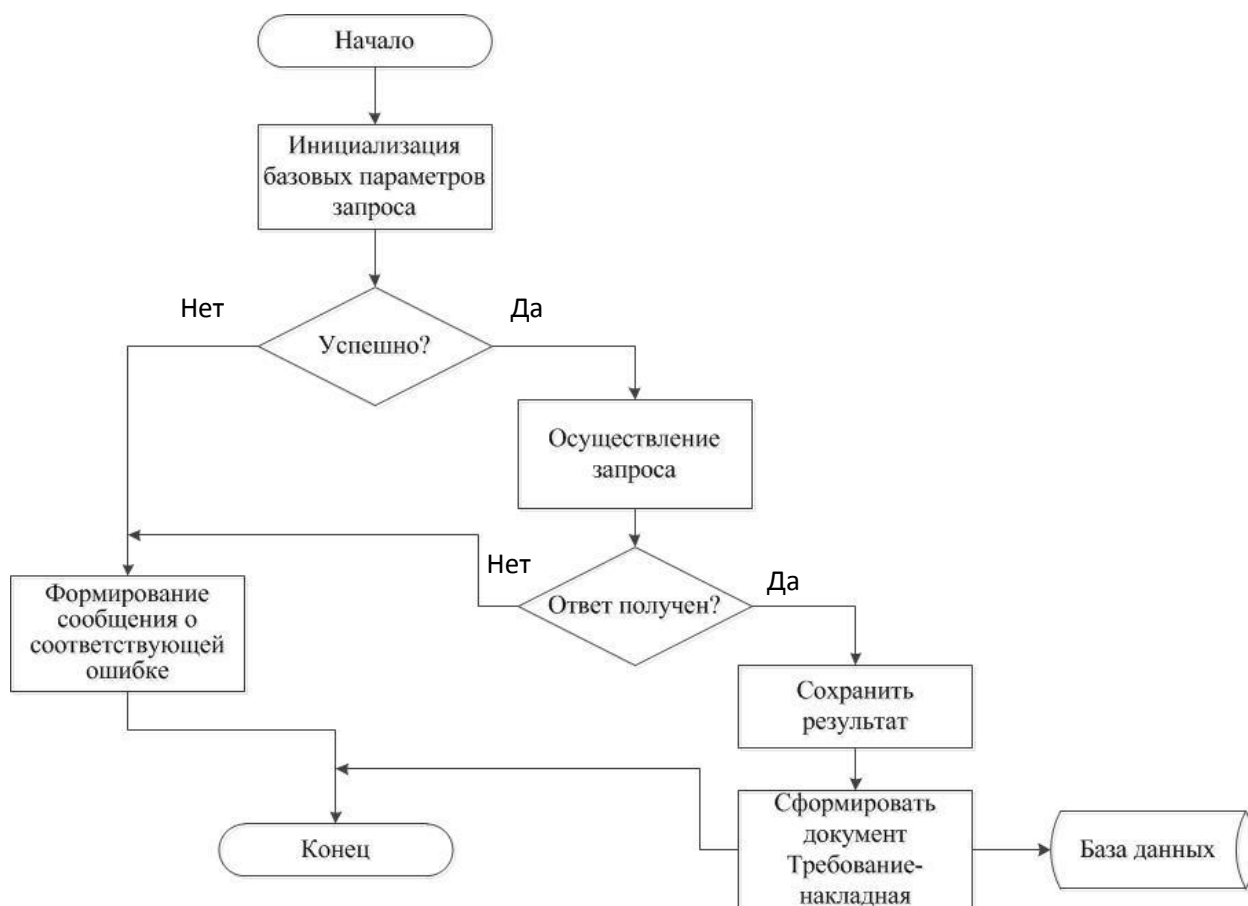 Начало
Инициализация
базовых параметров
запроса
Нет
Да
Успешно?
Осуществление
запроса
Нет
Да
Ответ получен?
Формирование
сообщения о
соответствующей
ошибке
Сохранить
результат
Сформировать
документ
Требование-
накладная
База данных
Конец